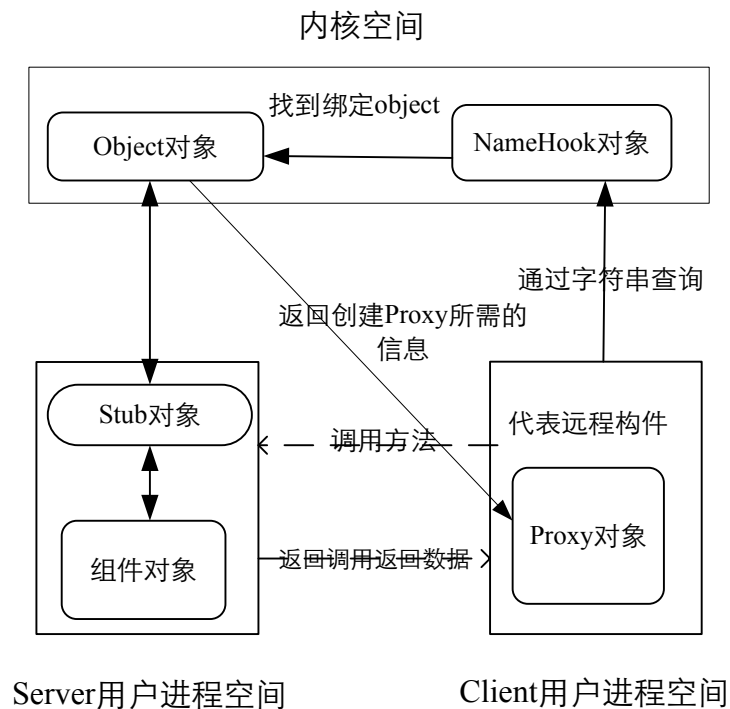 内核空间
找到绑定object
Object对象
NameHook对象
通过字符串查询
返回创建Proxy所需的
信息
Stub对象
代表远程构件
调用方法
Proxy对象
返回调用返回数据
组件对象
Server用户进程空间
Client用户进程空间